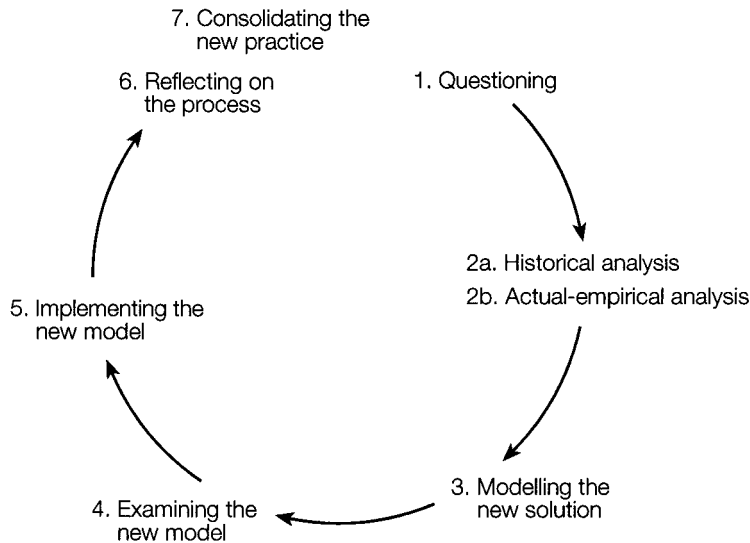 7. Consolidating the
new practice
6. Reflecting on
the process
1. Questioning
2a. Historical analysis
2b. Actual-empirical analysis
5. Implementing the
new model
3. Modelling the
new solution
4. Examining the
new model